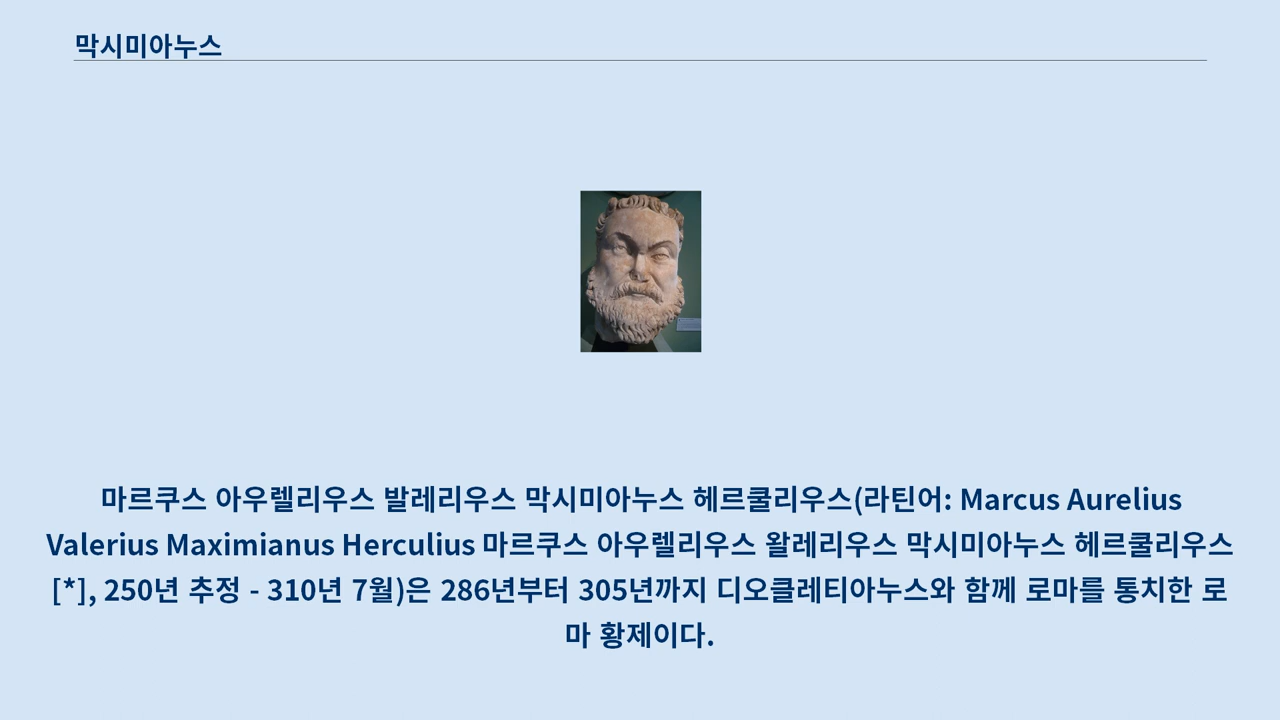 막시미아누스
마르쿠스 아우렐리우스 발레리우스 막시미아누스 헤르쿨리우스(라틴어: Marcus Aurelius
Valerius Maximianus Herculius 마르쿠스 아우렐리우스 왈레리우스 막시미아누스 헤르쿨리우스
[*], 250년 추정 - 310년 7월)은 286년부터 305년까지 디오클레티아누스와 함께 로마를 통치한 로
마 황제이다.